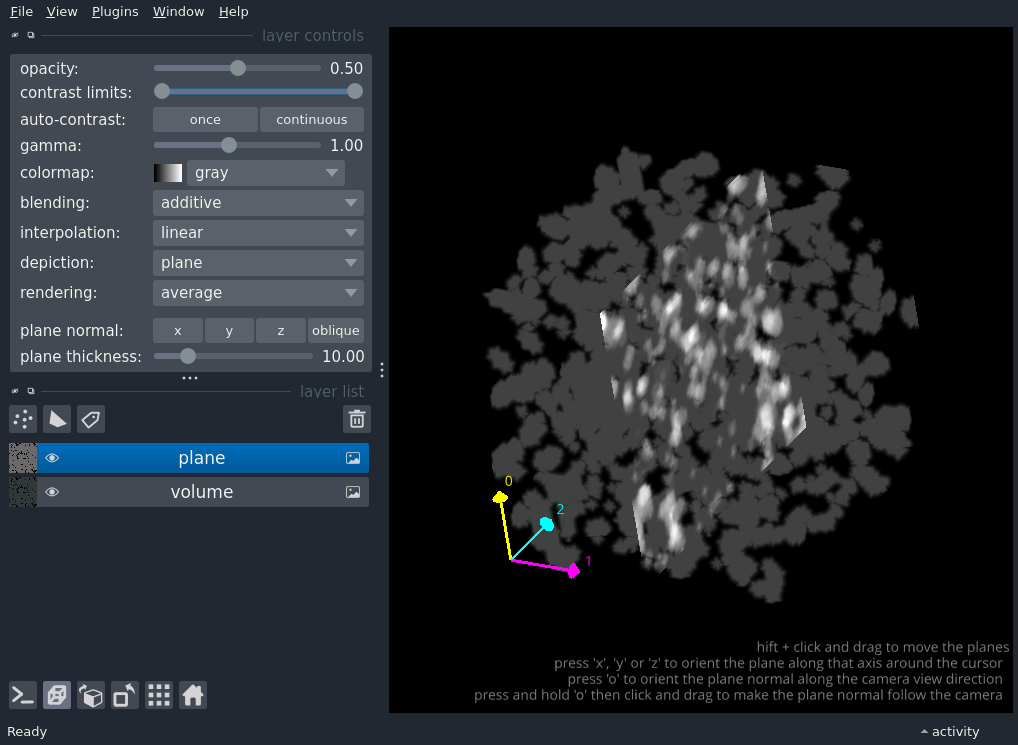 File View Plugins Window Help
layer controls
opacity: 0.50
contrast limits:
auto-contrast: once continuous
gamma: 1.00
colormap: gray
blending: additive
interpolation: linear
depiction: plane
rendering: average
plane normal: x y z oblique
plane thickness: 10.00
layer list
plane
volume
0
2
1
hift + click and drag to move the planes
press 'x', 'y' or 'z' to orient the plane along that axis around the cursor
press 'o' to orient the plane normal along the camera view direction
press and hold 'o' then click and drag to make the plane normal follow the camera
Ready
activity